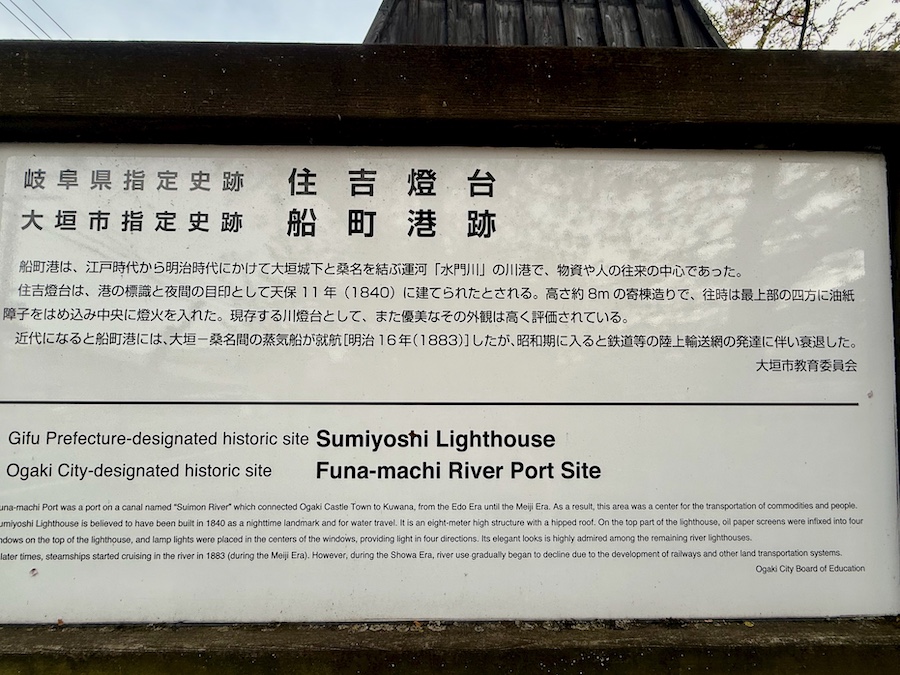 岐阜県指定史跡 住吉燈台
大垣市指定史跡 船町港跡
船町港は、江戸時代から明治時代にかけて大垣城下と桑名を結ぶ運河「水門川」の川港で、物資や人の往来の中心であった。
住吉燈台は、港の標識と夜間の目印として天保 11 年（1840）に建てられたとされる。高さ約 8m の寄棟造りで、往時は最上部の四方に油紙
障子をはめ込み中央に燈火を入れた。現存する川燈台として、また優美なその外観は高く評価されている。
近代になると船町港には、大垣－桑名間の蒸気船が就航［明治 16年（1883）］したが、昭和期に入ると鉄道等の陸上輸送網の発達に伴い衰退した。
大垣市教育委員会
Gifu Prefecture-designated historic site Sumiyoshi Lighthouse
Ogaki City-designated historic site Funa-machi River Port Site
una-machi Port was a port on a canal named "Suimon River" which connected Ogaki Castle Town to Kuwana, from the Edo Era until the Meiji Era. As a result, this area was a center for the transportation of commodities and people.
umiyoshi Lighthouse is believed to have been built in 1840 as a nighttime landmark and for water travel. It is an eight-meter high structure with a hipped roof. On the top part of the lighthouse, oil paper screens were infixed into four
ndows on the top of the lighthouse, and lamp lights were placed in the centers of the windows, providing light in four directions. Its elegant looks is highly admired among the remaining river lighthouses.
later times, steamships started cruising in the river in 1883 (during the Meiji Era). However, during the Showa Era, river use gradually began to decline due to the development of railways and other land transportation systems.
Ogaki City Board of Education